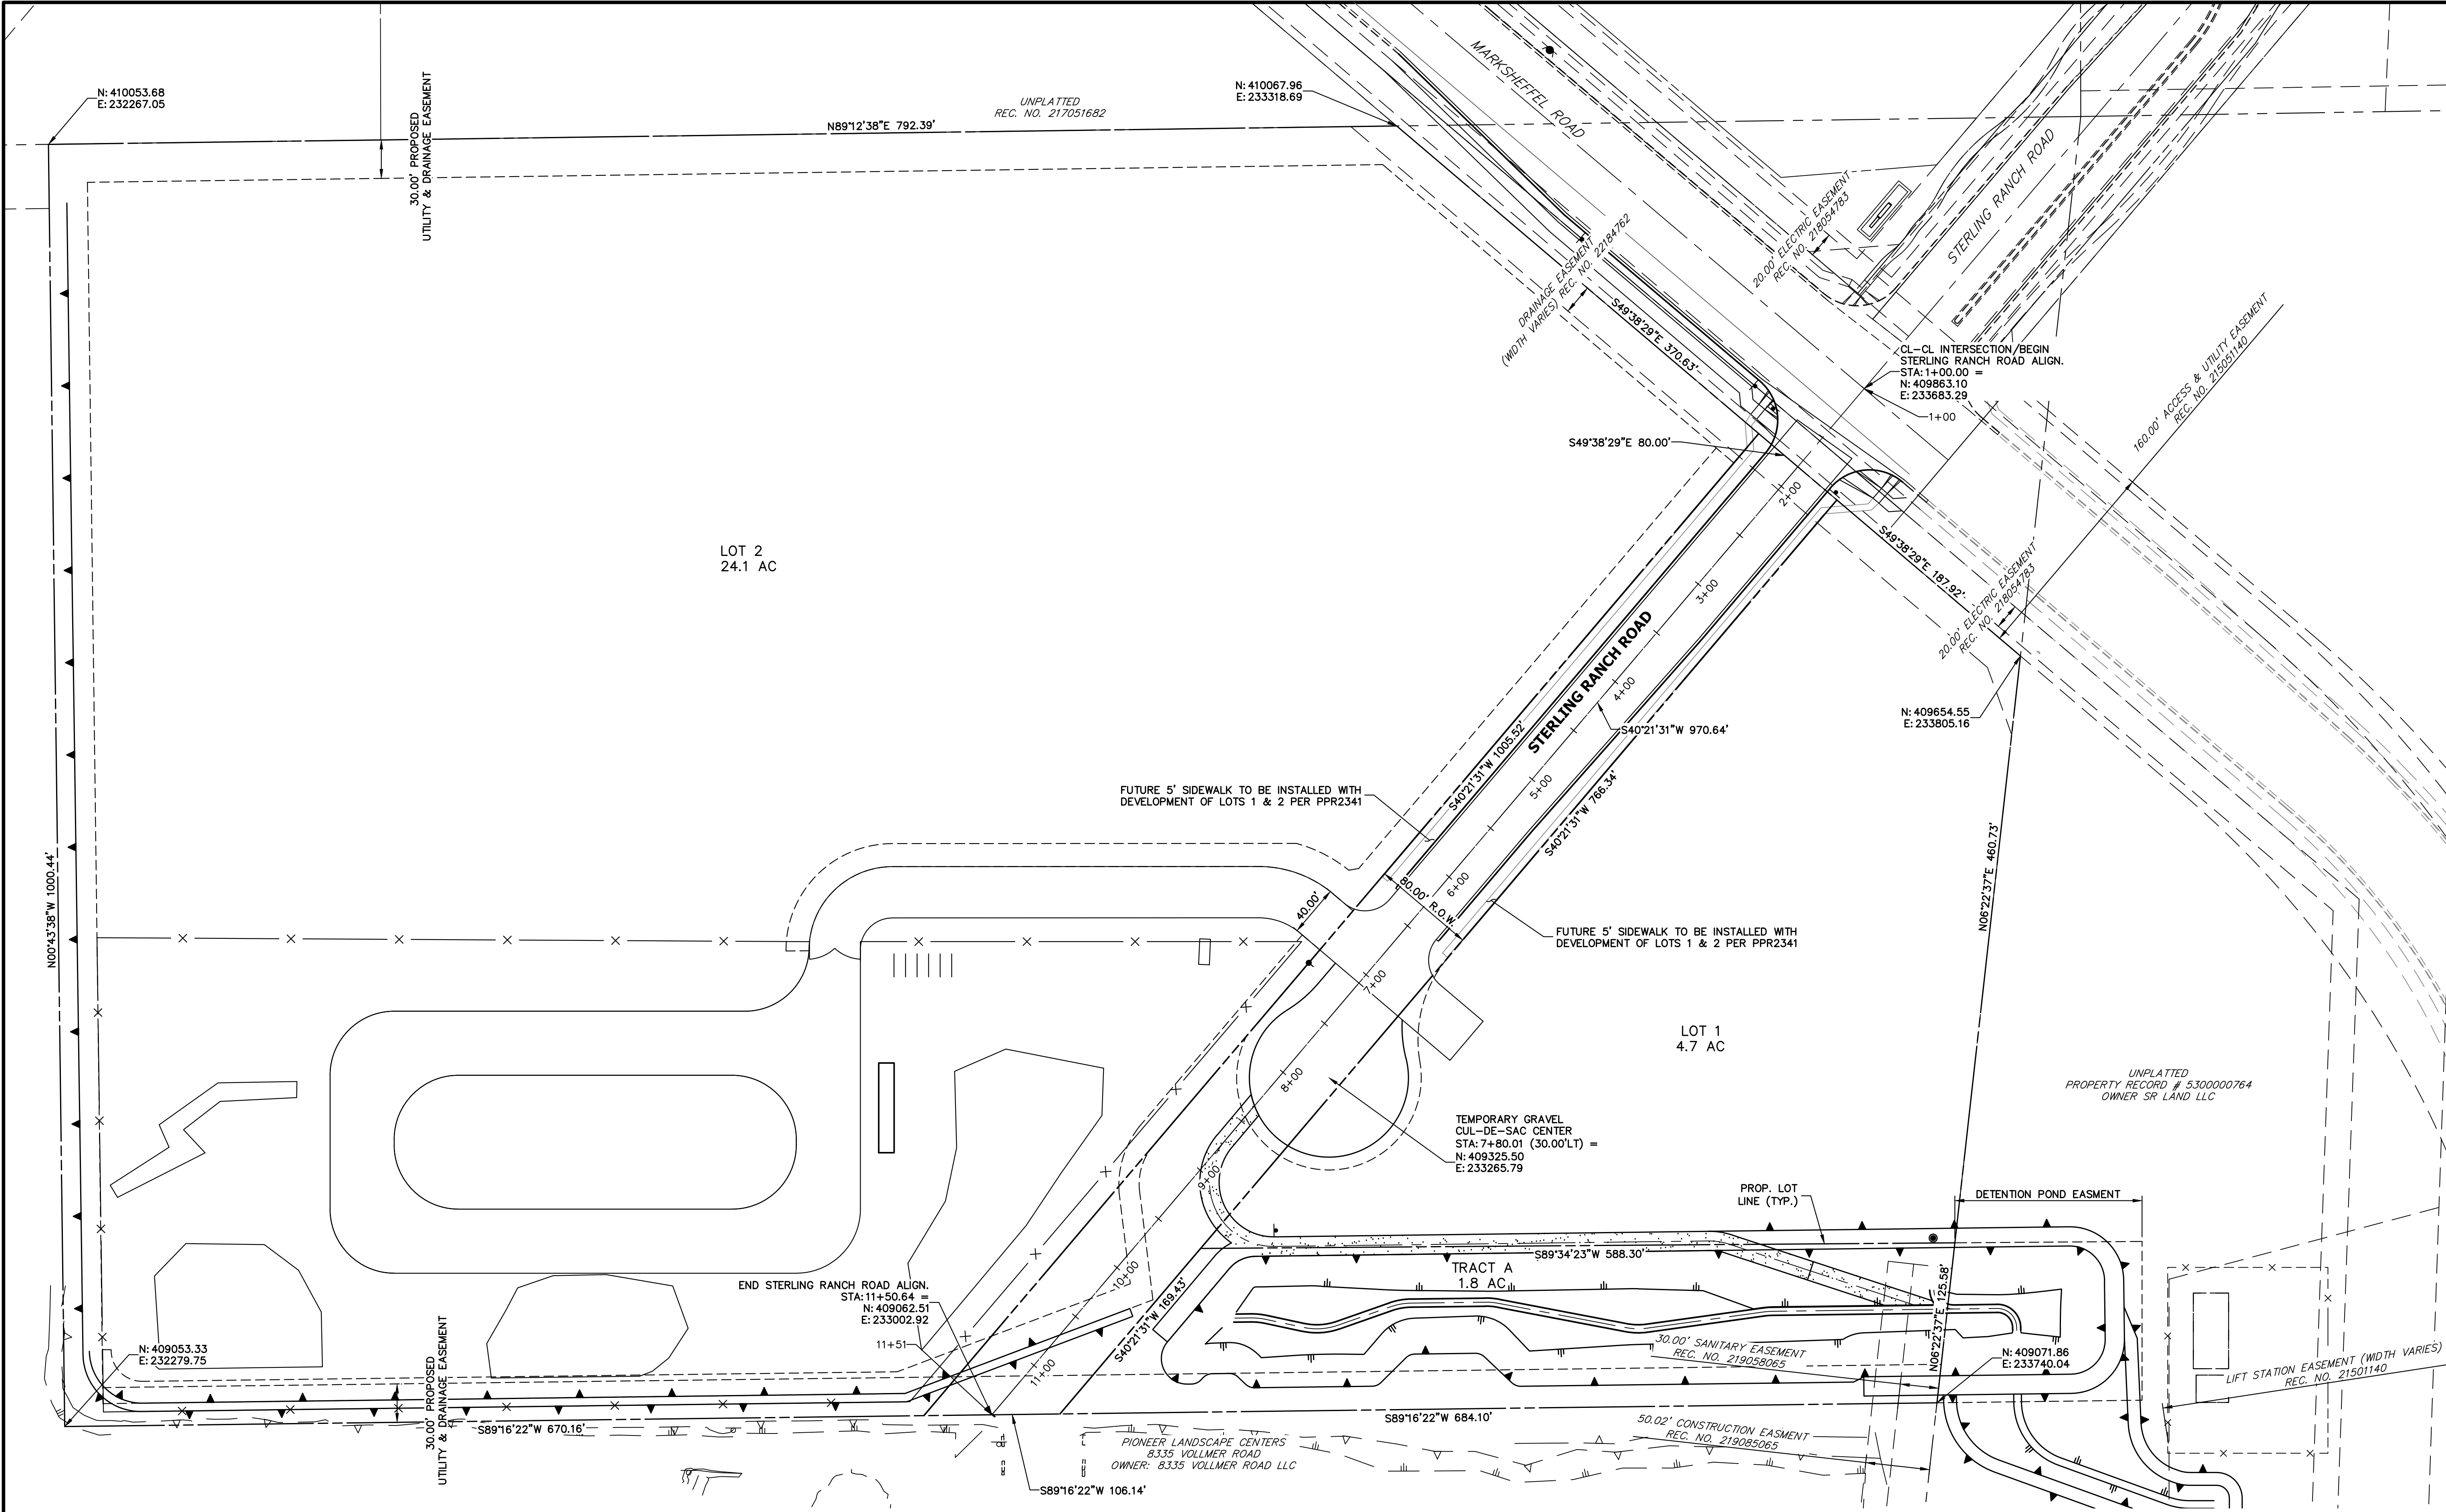 N: 410053.68
E: 232267.05
30.00' PROPOSED
UTILITY & DRAINAGE EASEMENT
N89°12'38"E 792.39'
UNPLATTED
REC. NO. 217051682
N: 410067.96
E: 233318.69
MARKSHEFFEL ROAD
STERLING RANCH ROAD
20.00' ELECTRIC EASEMENT
REC. NO. 218054783
DRAINAGE EASEMENT
(WIDTH VARIES) REC. NO. 22184762
S49°38'29"E 370.63'
CL-CL INTERSECTION/BEGIN
STERLING RANCH ROAD ALIGN.
STA: 1+00.00 =
N: 409863.10
E: 233683.29
1+00
160.00' ACCESS & UTILITY EASEMENT
REC. NO. 215051140
S49°38'29"E 80.00'
2+00
S49°38'29"E 187.92'
20.00' ELECTRIC EASEMENT
REC. NO. 218054783
LOT 2
24.1 AC
3+00
STERLING RANCH ROAD
4+00
S40°21'31"W 970.64'
N: 409654.55
E: 233805.16
S40°21'31"W 1005.52'
5+00
FUTURE 5' SIDEWALK TO BE INSTALLED WITH
DEVELOPMENT OF LOTS 1 & 2 PER PPR2341
S40°21'31"W 766.34'
N06°22'37"E 460.73'
N00°43'38"W 1000.44'
80.00' R.O.W.
6+00
40.00'
FUTURE 5' SIDEWALK TO BE INSTALLED WITH
DEVELOPMENT OF LOTS 1 & 2 PER PPR2341
7+00
LOT 1
4.7 AC
8+00
UNPLATTED
PROPERTY RECORD # 5300000764
OWNER SR LAND LLC
TEMPORARY GRAVEL
CUL-DE-SAC CENTER
STA: 7+80.01 (30.00'LT) =
N: 409325.50
E: 233265.79
9+00
PROP. LOT
LINE (TYP.)
DETENTION POND EASMENT
S89°34'23"W 588.30'
TRACT A
1.8 AC
10+00
END STERLING RANCH ROAD ALIGN.
STA: 11+50.64 =
N: 409062.51
E: 233002.92
11+51
S40°21'31"W 169.43'
11+00
N06°22'37"E 125.58'
30.00' SANITARY EASEMENT
REC. NO. 219058065
N: 409071.86
E: 233740.04
LIFT STATION EASEMENT (WIDTH VARIES)
REC. NO. 21501140
N: 409053.33
E: 232279.75
30.00' PROPOSED
UTILITY & DRAINAGE EASEMENT
S89°16'22"W 670.16'
S89°16'22"W 684.10'
50.02' CONSTRUCTION EASMENT
REC. NO. 219085065
PIONEER LANDSCAPE CENTERS
8335 VOLLMER ROAD
OWNER: 8335 VOLLMER ROAD LLC
S89°16'22"W 106.14'